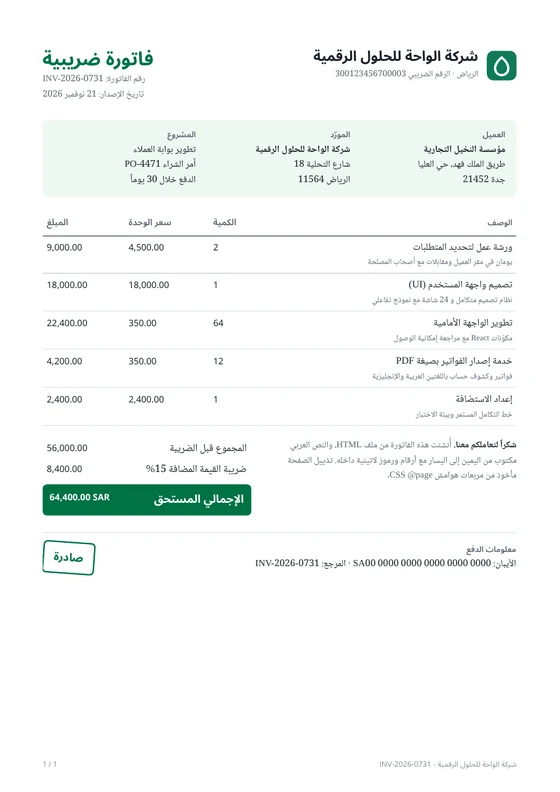 شركة الواحة للحلول الرقمية
الرياض · الرقم الضريبي 300123456700003
فاتورة ضريبية
رقم الفاتورة: INV-2026-0731
تاريخ الإصدار: 21 نوفمبر 2026
العميل
مؤسسة النخيل التجارية
طريق الملك فهد، حي العليا
جدة 21452
المورّد
شركة الواحة للحلول الرقمية
شارع التحلية 18
الرياض 11564
المشروع
تطوير بوابة العملاء
أمر الشراء PO-4471
الدفع خلال 30 يوماً
الوصف الكمية سعر الوحدة المبلغ
ورشة عمل لتحديد المتطلبات 2 4,500.00 9,000.00
يومان في مقر العميل ومقابلات مع أصحاب المصلحة
تصميم واجهة المستخدم (UI) 1 18,000.00 18,000.00
نظام تصميم متكامل و 24 شاشة مع نموذج تفاعلي
تطوير الواجهة الأمامية 64 350.00 22,400.00
مكوّنات React مع مراجعة إمكانية الوصول
خدمة إصدار الفواتير بصيغة PDF 12 350.00 4,200.00
فواتير وكشوف حساب باللغتين العربية والإنجليزية
إعداد الاستضافة 1 2,400.00 2,400.00
خط التكامل المستمر وبيئة الاختبار
شكراً لتعاملكم معنا. أُنشئت هذه الفاتورة من ملف HTML، والنص العربي
مكتوب من اليمين إلى اليسار مع أرقام ورموز لاتينية داخله. تذييل الصفحة
مأخوذ من مربعات هوامش CSS @page.
المجموع قبل الضريبة 56,000.00
ضريبة القيمة المضافة 15% 8,400.00
الإجمالي المستحق 64,400.00 SAR
معلومات الدفع
الآيبان: SA00 0000 0000 0000 0000 0000 · المرجع: INV-2026-0731
صادرة
شركة الواحة للحلول الرقمية · INV-2026-0731
1 / 1